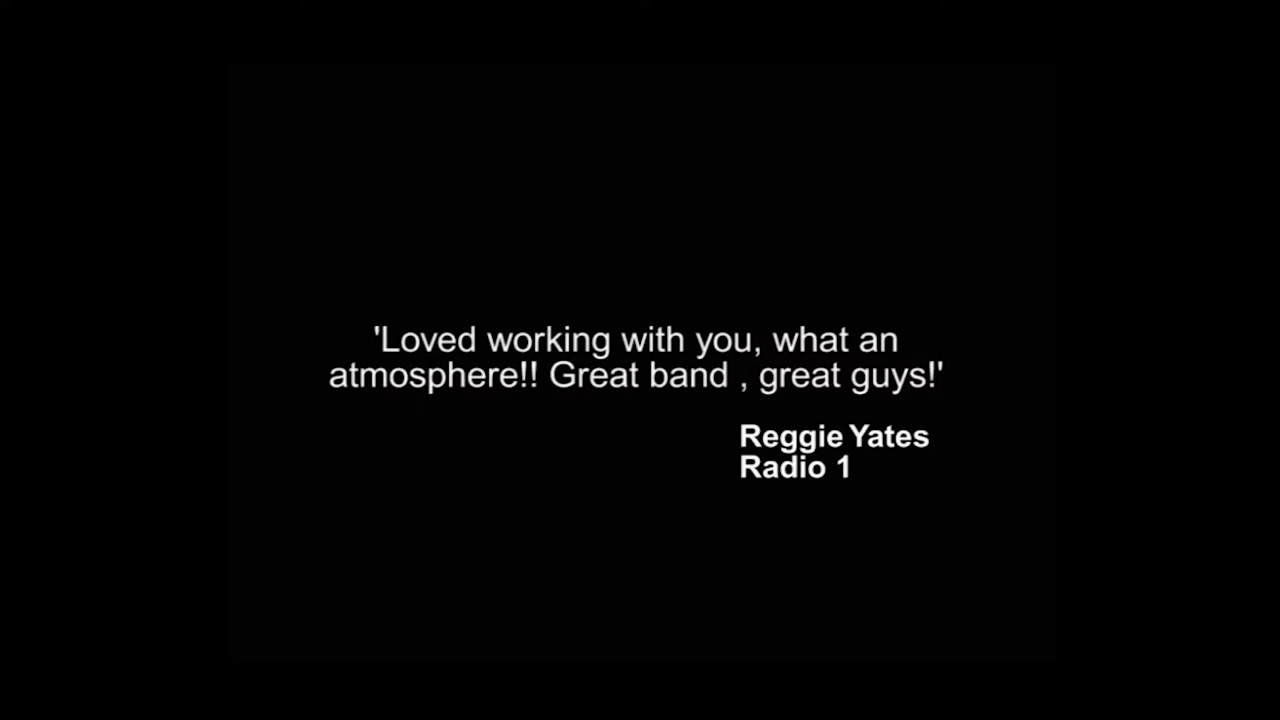 'Loved working with you, what an
atmosphere!! Great band , great guys!'
Reggie Yates
Radio 1